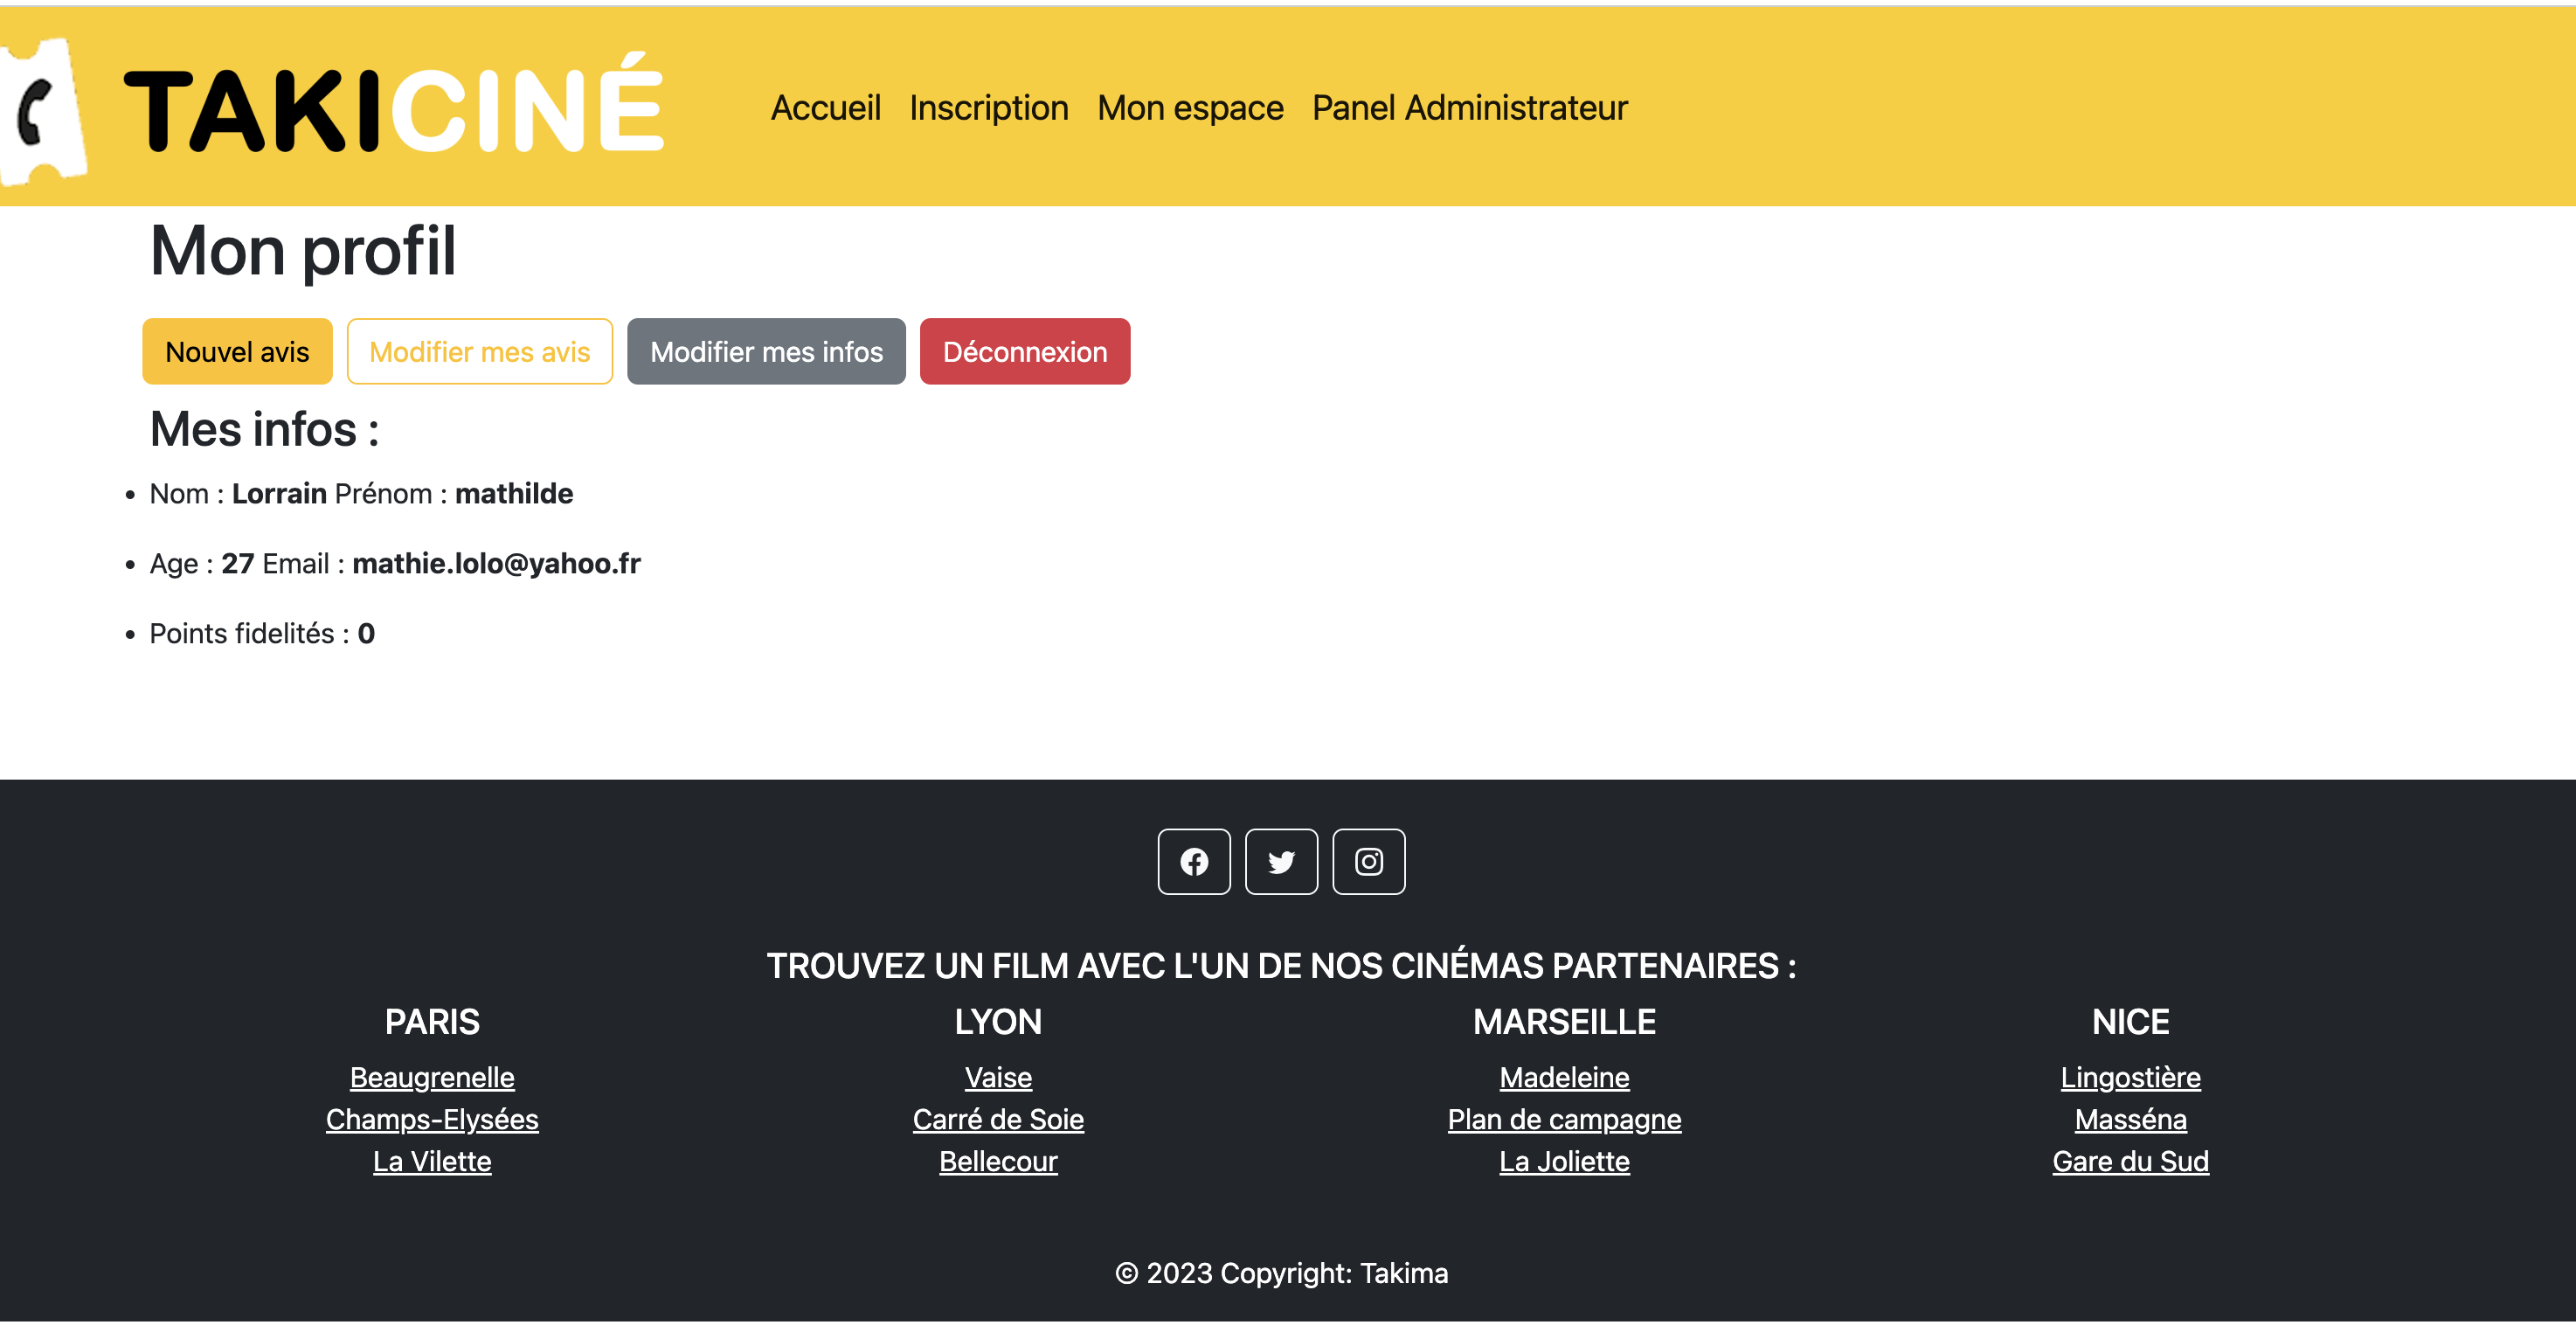 TAKICINÉ
Accueil Inscription Mon espace Panel Administrateur
Mon profil
Nouvel avis Modifier mes avis Modifier mes infos Déconnexion
Mes infos :
• Nom : Lorrain Prénom : mathilde
• Age : 27 Email : mathie.lolo@yahoo.fr
• Points fidelités : 0
TROUVEZ UN FILM AVEC L'UN DE NOS CINÉMAS PARTENAIRES :
PARIS
Beaugrenelle
Champs-Elysées
La Vilette
LYON
Vaise
Carré de Soie
Bellecour
MARSEILLE
Madeleine
Plan de campagne
La Joliette
NICE
Lingostière
Masséna
Gare du Sud
© 2023 Copyright: Takima